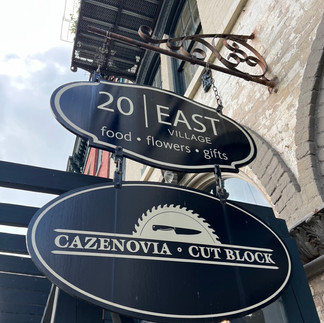 20 | EAST
VILLAGE
food • flowers • gifts
CAZENOVIA • CUT BLOCK